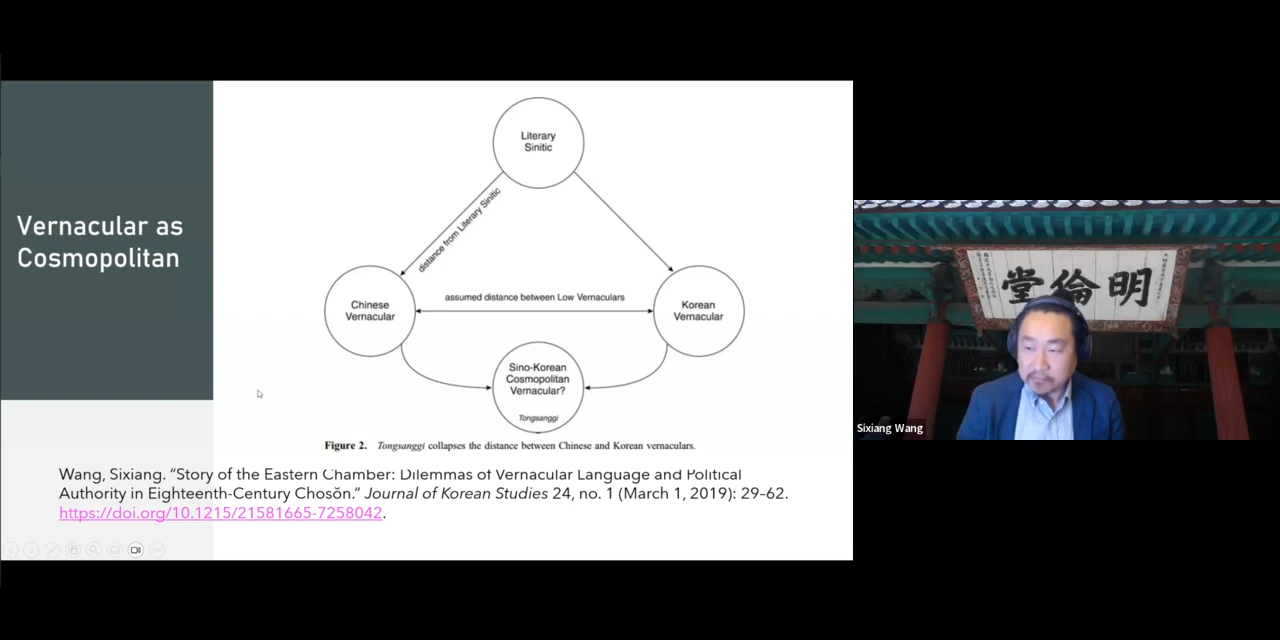 Vernacular as
Cosmopolitan
Literary
Sinitic
distance from Literary Sinitic
Chinese
Vernacular
assumed distance between Low Vernaculars
Korean
Vernacular
Sino-Korean
Cosmopolitan
Vernacular?
Tongsanggi
Figure 2. Tongsanggi collapses the distance between Chinese and Korean vernaculars.
Wang, Sixiang. “Story of the Eastern Chamber: Dilemmas of Vernacular Language and Political
Authority in Eighteenth-Century Chosŏn.” Journal of Korean Studies 24, no. 1 (March 1, 2019): 29–62.
https://doi.org/10.1215/21581665-7258042.
堂倫明
Sixiang Wang